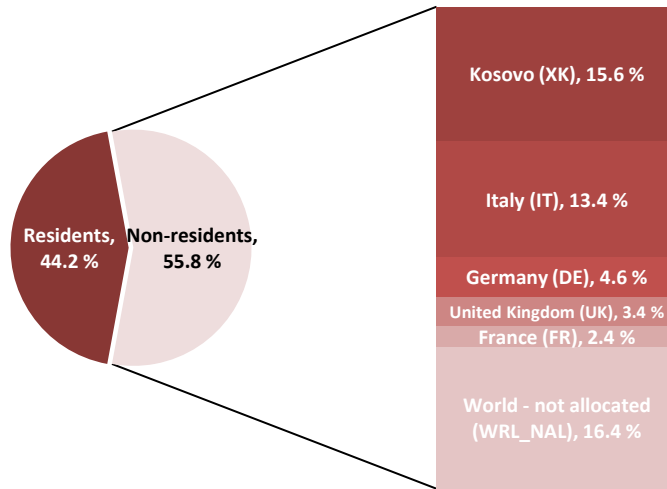 Residents,
44.2 %
Non-residents,
55.8 %
Kosovo (XK), 15.6 %
Italy (IT), 13.4 %
Germany (DE), 4.6 %
United Kingdom (UK), 3.4 %
France (FR), 2.4 %
World - not allocated
(WRL_NAL), 16.4 %